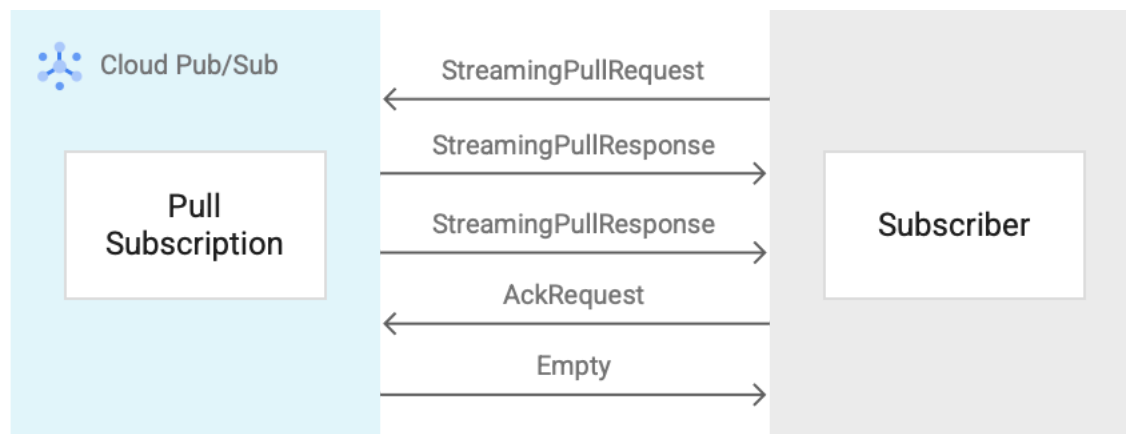 Cloud Pub/Sub
StreamingPullRequest
StreamingPullResponse
Pull
Subscription
StreamingPullResponse
Subscriber
AckRequest
Empty